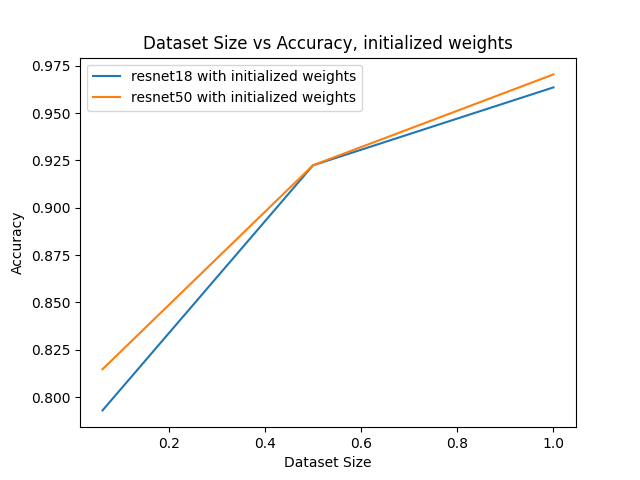 Dataset Size vs Accuracy, initialized weights
resnet18 with initialized weights
resnet50 with initialized weights
0.975
0.950
0.925
0.900
0.875
0.850
0.825
0.800
Accuracy
0.2 0.4 0.6 0.8 1.0
Dataset Size